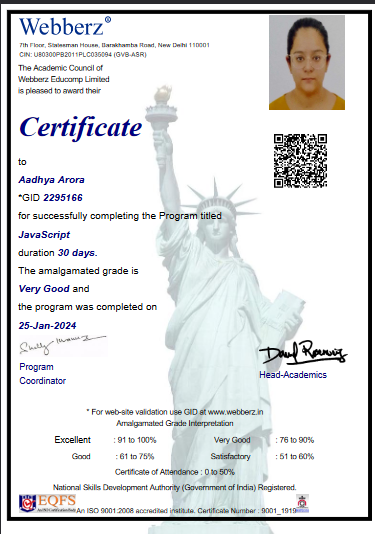 Webberz®
7th Floor, Statesman House, Barakhamba Road, New Delhi 110001
CIN: U80300PB2011PLC035094 (GVB-ASR)
The Academic Council of
Webberz Educomp Limited
is pleased to award their
Certificate
to
Aadhya Arora
*GID 2295166
for successfully completing the Program titled
JavaScript
duration 30 days.
The amalgamated grade is
Very Good and
the program was completed on
25-Jan-2024
Program
Coordinator
Head-Academics
* For web-site validation use GID at www.webberz.in
Amalgamated Grade Interpretation
Excellent : 91 to 100% Very Good : 76 to 90%
Good : 61 to 75% Satisfactory : 51 to 60%
Certificate of Attendance : 0 to 50%
National Skills Development Authority (Government of India) Registered.
EQFS
An ISO 9001:2008 accredited institute. Certificate Number : 9001_1919